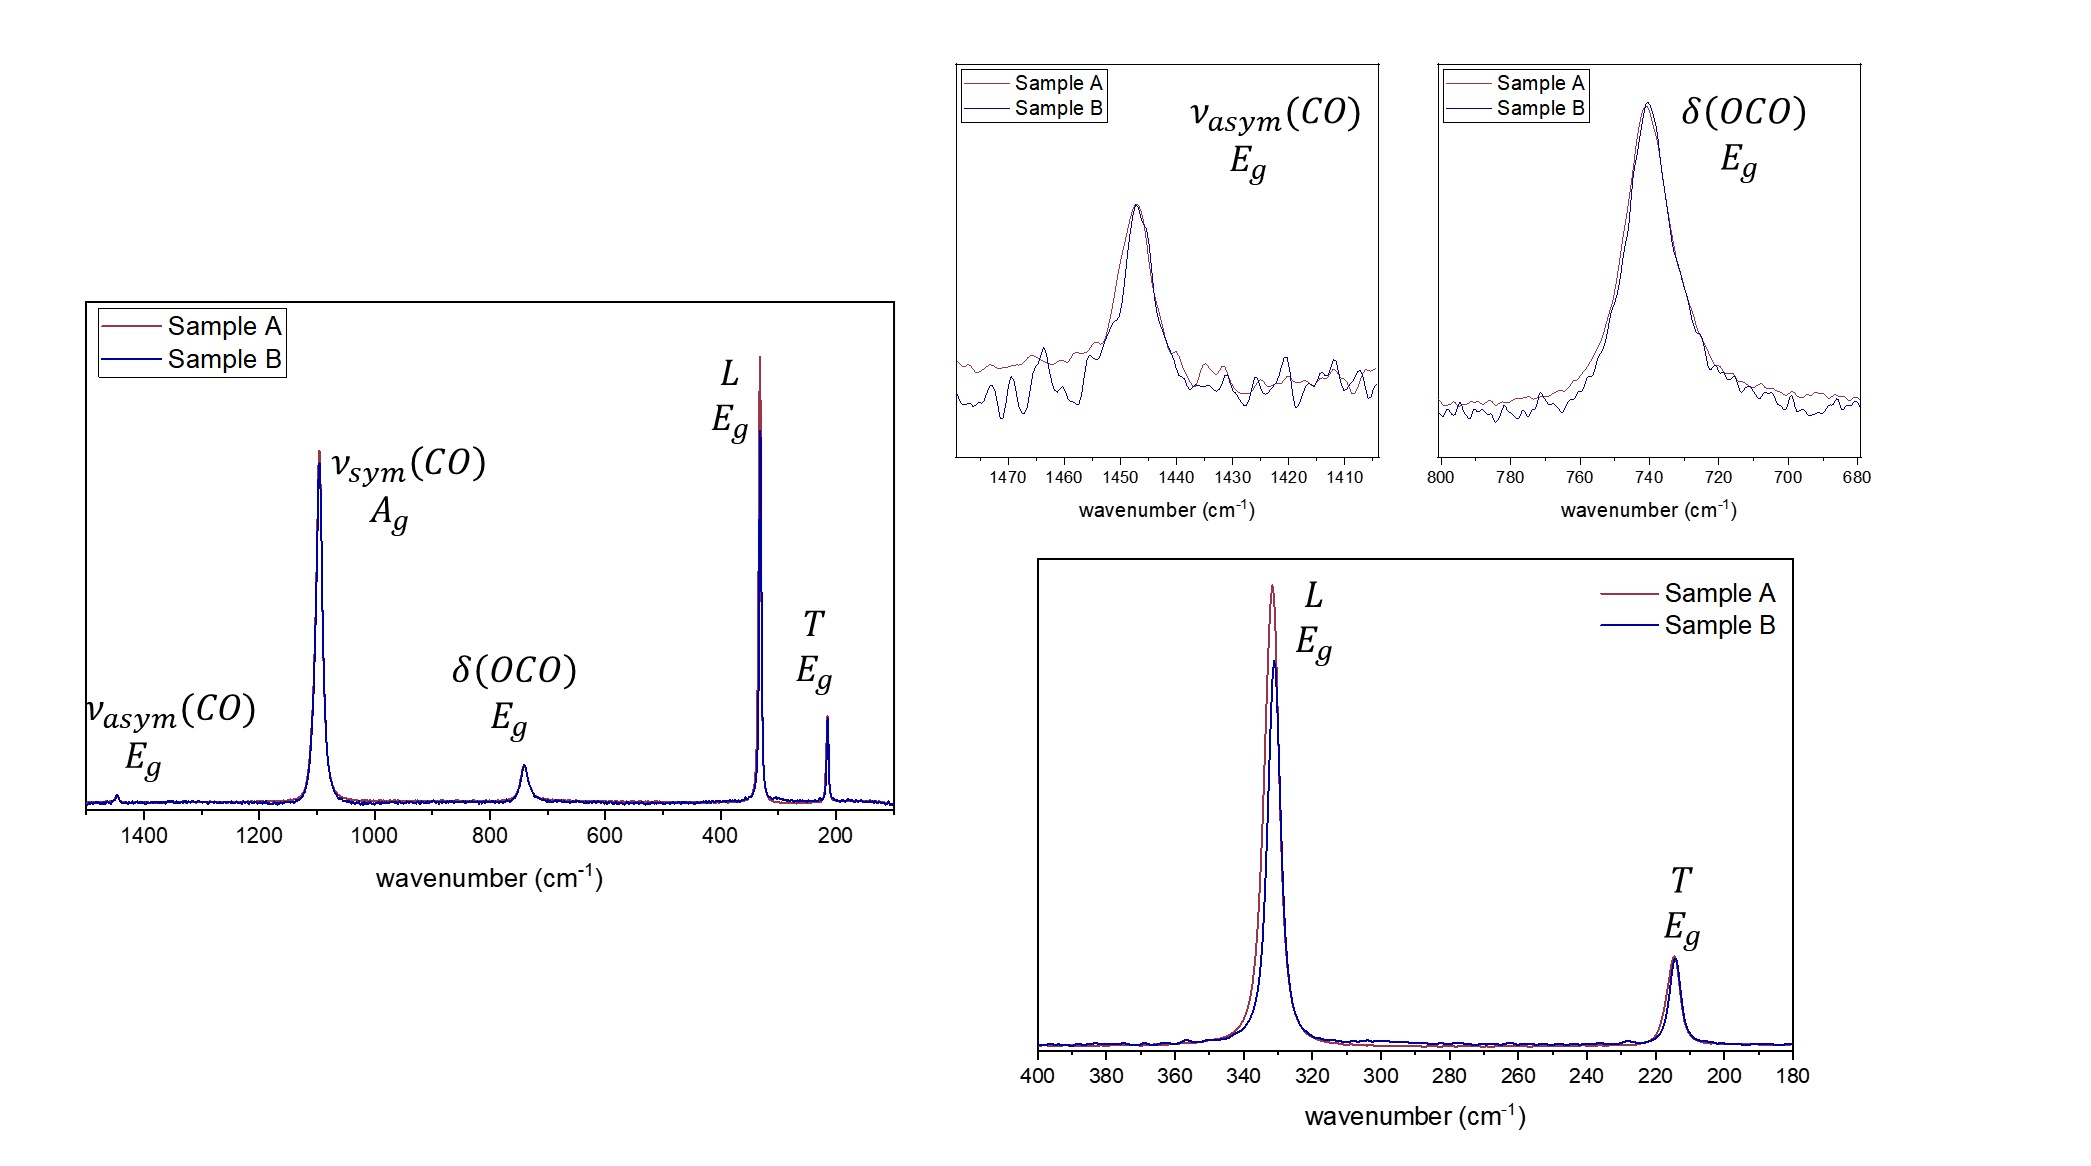 Sample A
Sample B
ν_asym(CO)
E_g
ν_sym(CO)
A_g
δ(OCO)
E_g
L
E_g
T
E_g
1400 1200 1000 800 600 400 200
wavenumber (cm⁻¹)
Sample A
Sample B
ν_asym(CO)
E_g
1470 1460 1450 1440 1430 1420 1410
wavenumber (cm⁻¹)
Sample A
Sample B
δ(OCO)
E_g
800 780 760 740 720 700 680
wavenumber (cm⁻¹)
L
E_g
Sample A
Sample B
T
E_g
400 380 360 340 320 300 280 260 240 220 200 180
wavenumber (cm⁻¹)